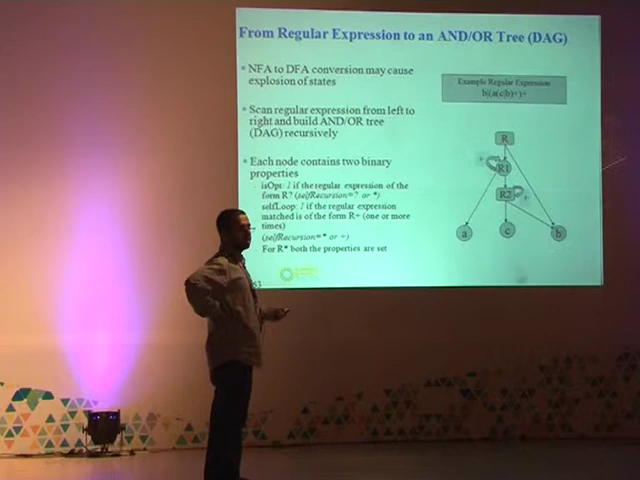 From Regular Expression to an AND/OR Tree (DAG)
NFA to DFA conversion may cause
explosion of states
Scan regular expression from left to
right and build AND/OR tree
(DAG) recursively
Each node contains two binary
properties
isOpt: 1 if the regular expression of the
form R? (selfRecursion=? or *)
selfLoop: 1 if the regular expression
matched is of the form R+ (one or more
times)
(selfRecursion=* or +)
For R* both the properties are set
Example Regular Expression
b|(a(c|b)+)+
R
+
R1
R2
+
a
c
b